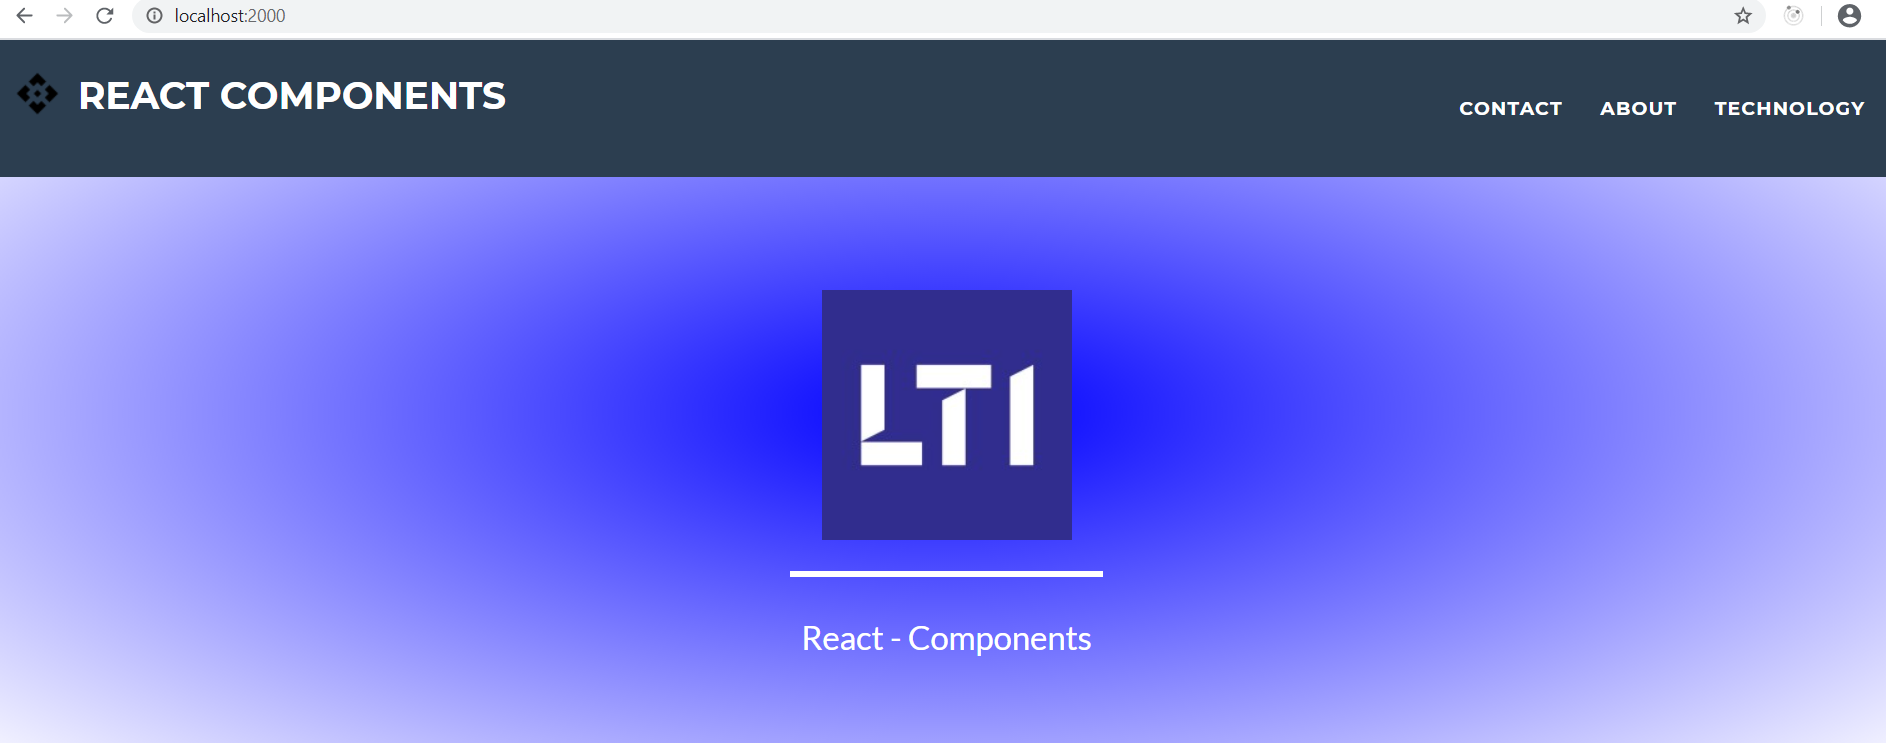 localhost:2000
REACT COMPONENTS
CONTACT ABOUT TECHNOLOGY
LTI
React - Components